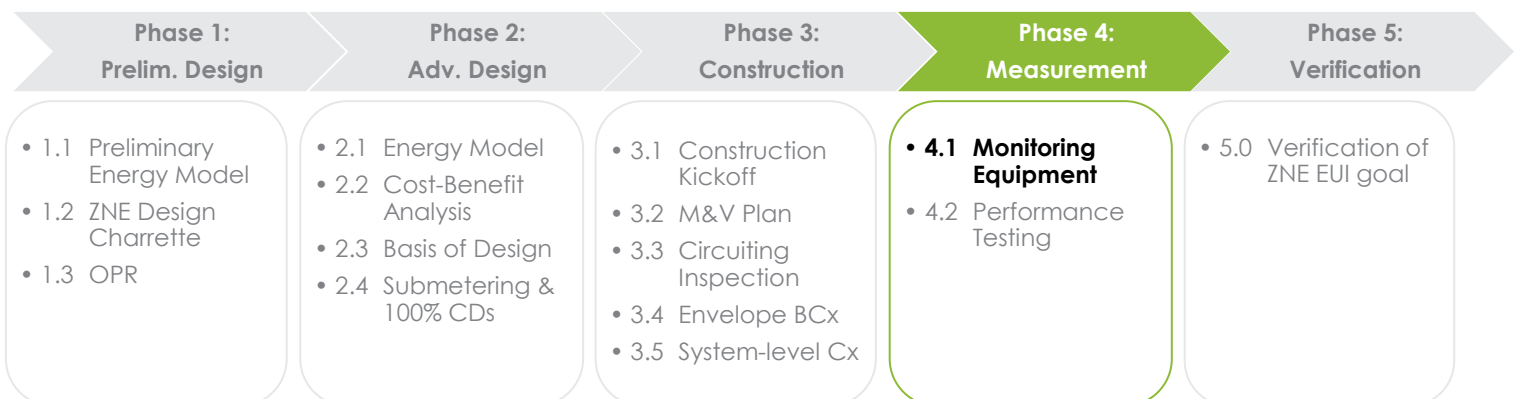 Phase 1:
Prelim. Design
Phase 2:
Adv. Design
Phase 3:
Construction
Phase 4:
Measurement
Phase 5:
Verification
• 1.1 Preliminary
Energy Model
• 1.2 ZNE Design
Charrette
• 1.3 OPR
• 2.1 Energy Model
• 2.2 Cost-Benefit
Analysis
• 2.3 Basis of Design
• 2.4 Submetering &
100% CDs
• 3.1 Construction
Kickoff
• 3.2 M&V Plan
• 3.3 Circuiting
Inspection
• 3.4 Envelope BCx
• 3.5 System-level Cx
• 4.1 Monitoring
Equipment
• 4.2 Performance
Testing
• 5.0 Verification of
ZNE EUI goal